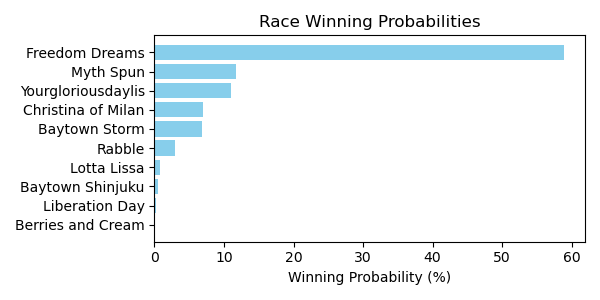 Race Winning Probabilities
Freedom Dreams
Myth Spun
Yourgloriousdaylis
Christina of Milan
Baytown Storm
Rabble
Lotta Lissa
Baytown Shinjuku
Liberation Day
Berries and Cream
0 10 20 30 40 50 60
Winning Probability (%)